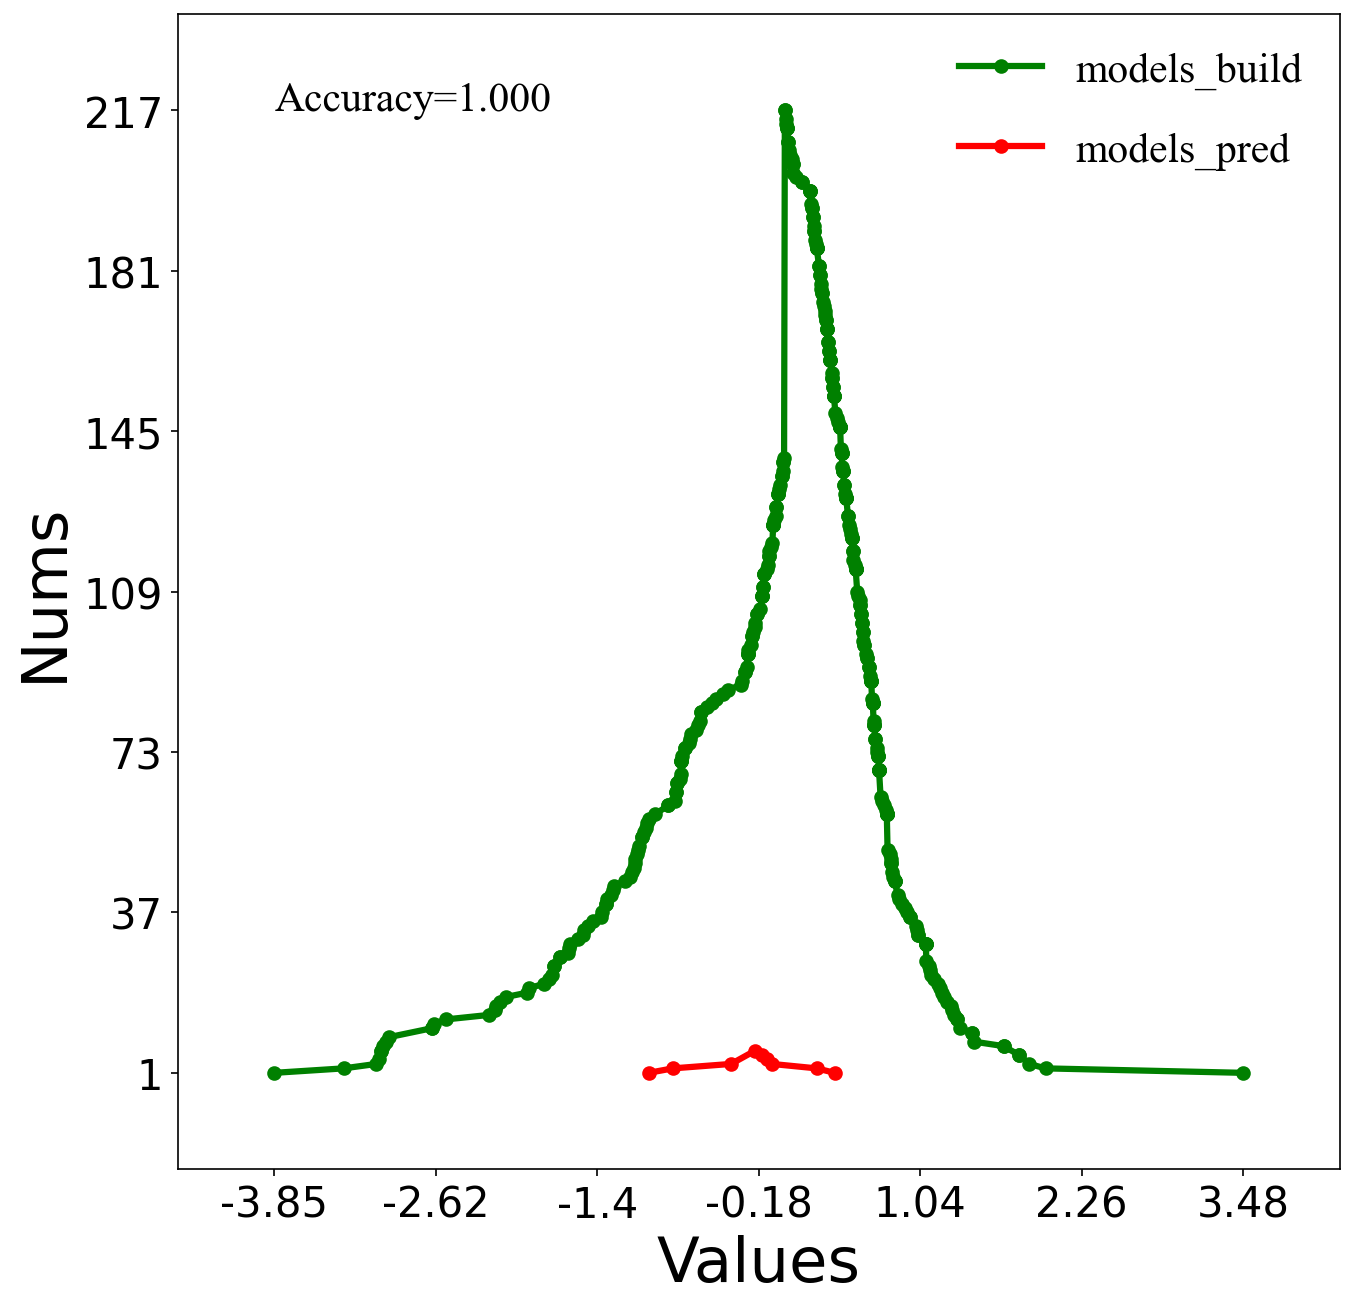 Accuracy=1.000
models_build
models_pred
Nums
217
181
145
109
73
37
1
-3.85 -2.62 -1.4 -0.18 1.04 2.26 3.48
Values